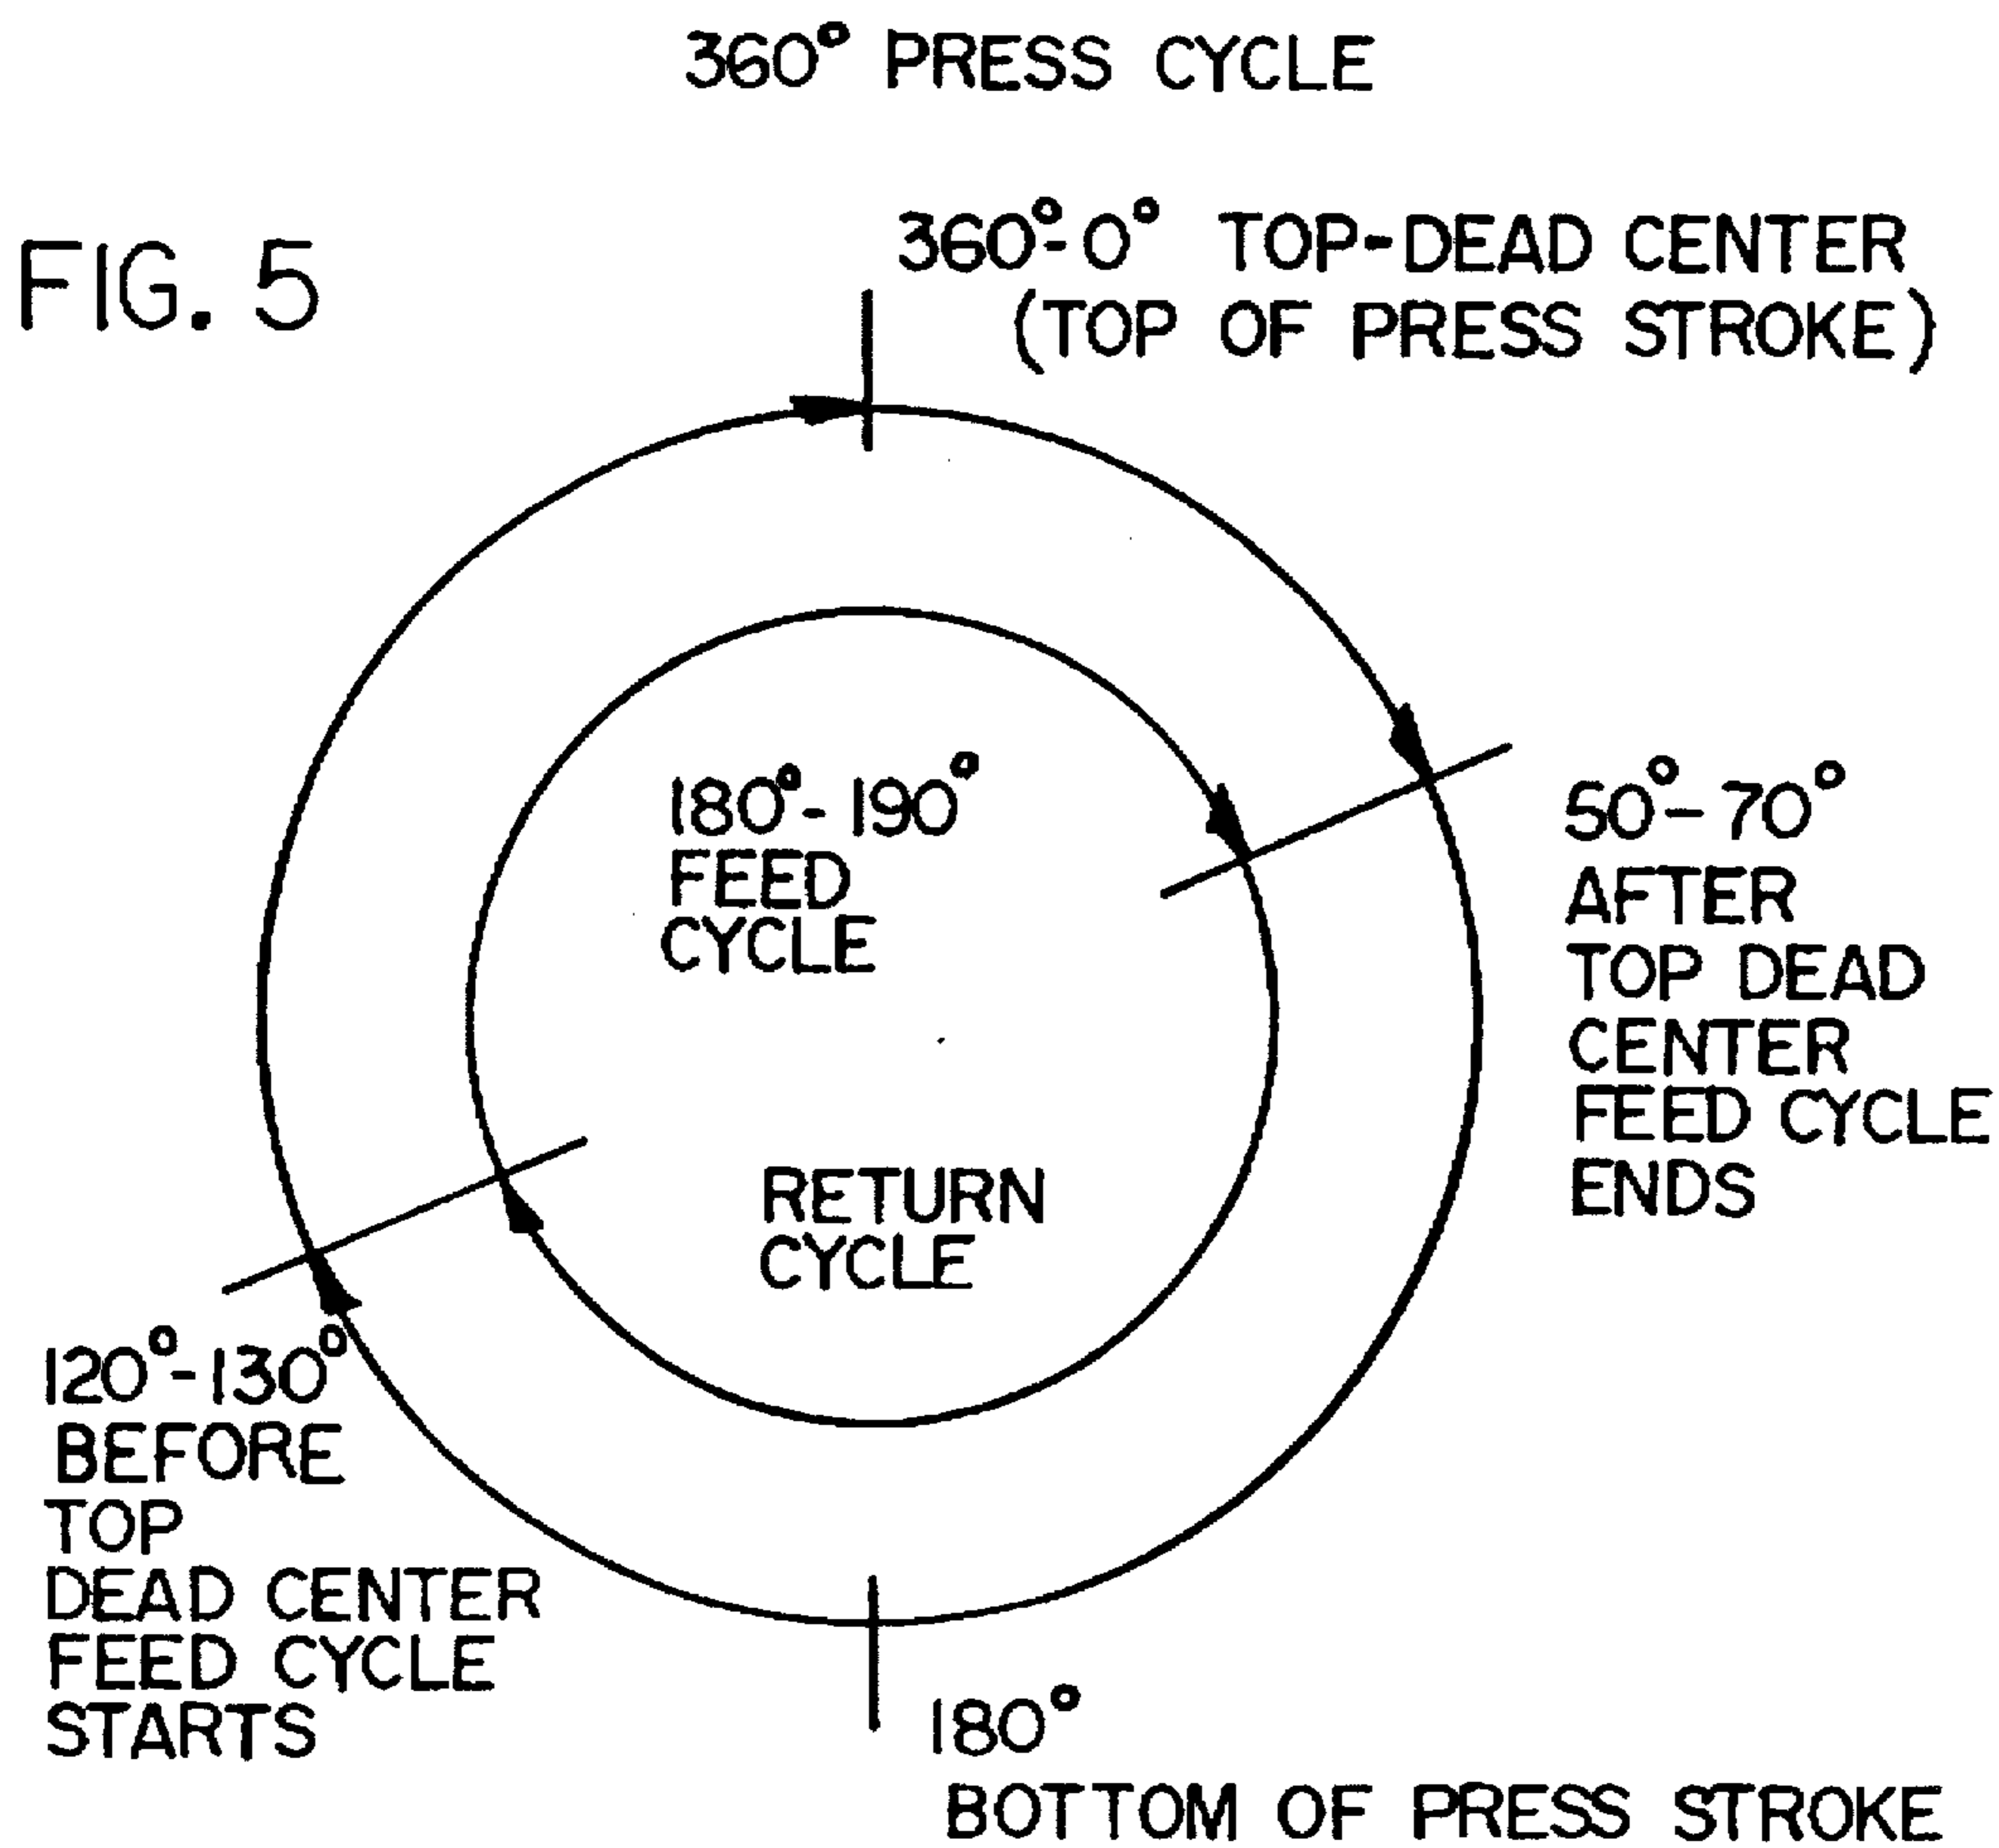 360° PRESS CYCLE
FIG. 5
360°-0° TOP-DEAD CENTER
(TOP OF PRESS STROKE)
180°-190°
FEED
CYCLE
50°-70°
AFTER
TOP DEAD
CENTER
FEED CYCLE
ENDS
RETURN
CYCLE
120°-130°
BEFORE
TOP
DEAD CENTER
FEED CYCLE
STARTS
180°
BOTTOM OF PRESS STROKE